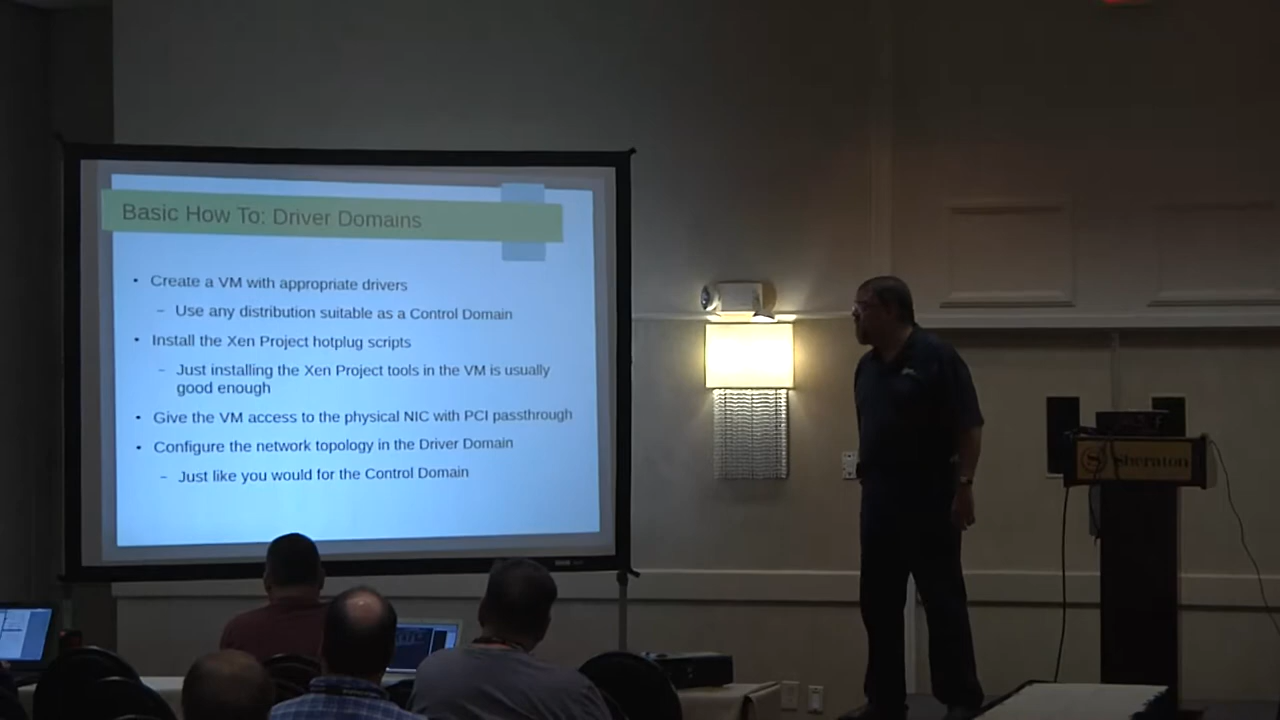 Basic How To: Driver Domains
• Create a VM with appropriate drivers
– Use any distribution suitable as a Control Domain
• Install the Xen Project hotplug scripts
– Just installing the Xen Project tools in the VM is usually
good enough
• Give the VM access to the physical NIC with PCI passthrough
• Configure the network topology in the Driver Domain
– Just like you would for the Control Domain
S Sheraton